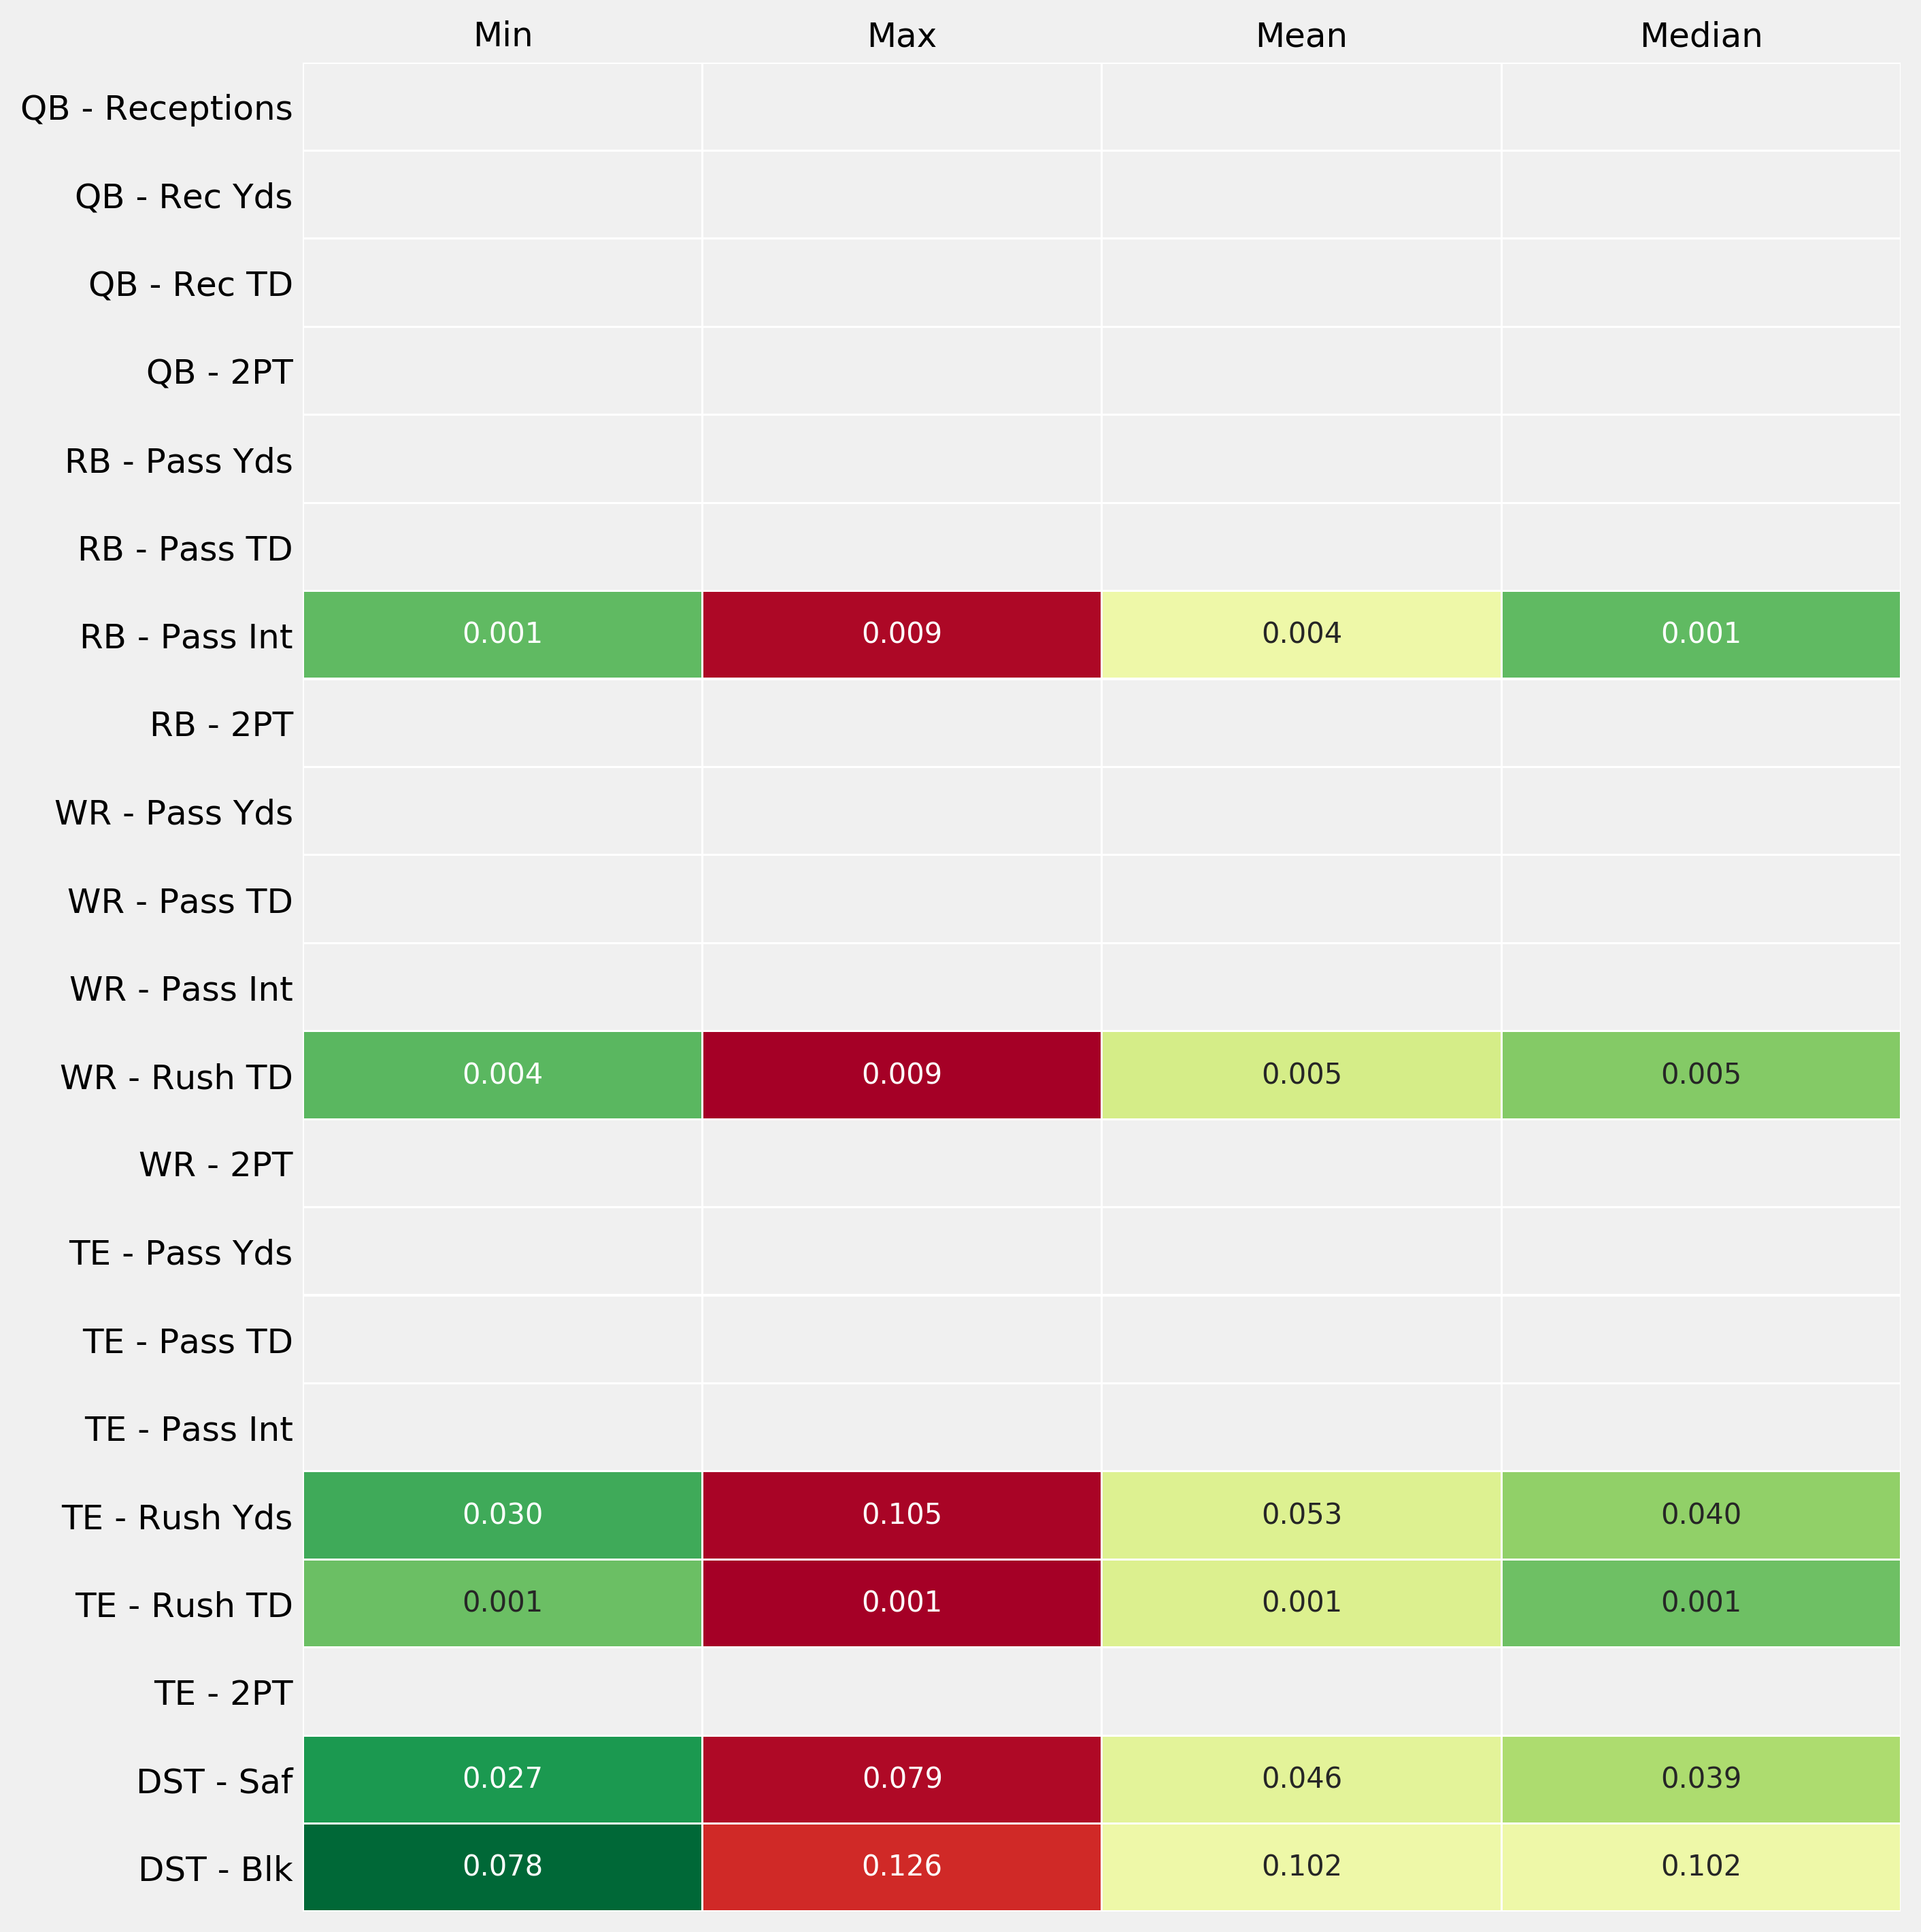 Min Max Mean Median
QB - Receptions
QB - Rec Yds
QB - Rec TD
QB - 2PT
RB - Pass Yds
RB - Pass TD
RB - Pass Int 0.001 0.009 0.004 0.001
RB - 2PT
WR - Pass Yds
WR - Pass TD
WR - Pass Int
WR - Rush TD 0.004 0.009 0.005 0.005
WR - 2PT
TE - Pass Yds
TE - Pass TD
TE - Pass Int
TE - Rush Yds 0.030 0.105 0.053 0.040
TE - Rush TD 0.001 0.001 0.001 0.001
TE - 2PT
DST - Saf 0.027 0.079 0.046 0.039
DST - Blk 0.078 0.126 0.102 0.102